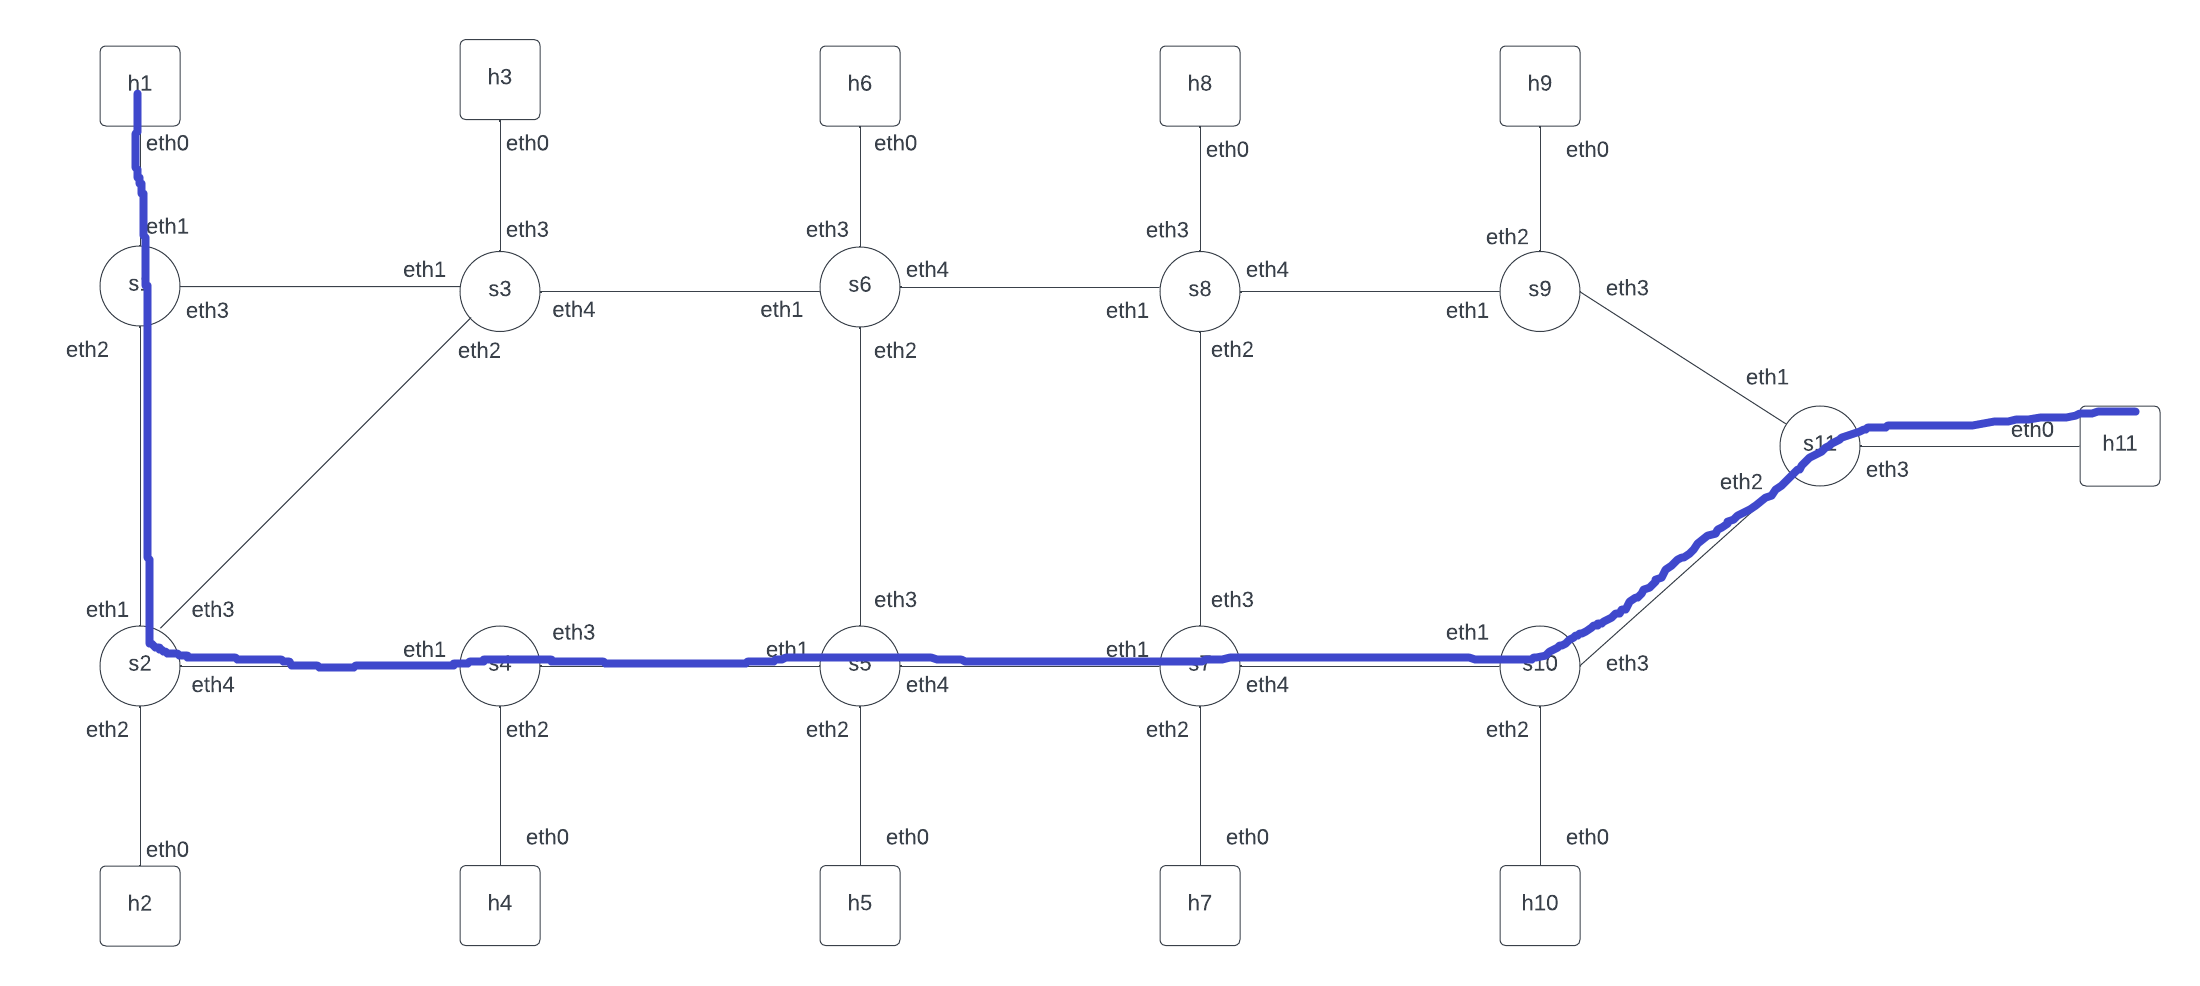 h1 h3 h6 h8 h9
eth0 eth0 eth0 eth0 eth0
eth1 eth3 eth3 eth3 eth2
s1 eth3 eth1 s3 eth4 eth1 s6 eth4 eth1 s8 eth4 eth1 s9 eth3
eth2 eth2 eth2 eth2
eth1
s11 eth0 h11
eth2 eth3
eth1 eth3 eth3 eth3
s2 eth4 eth1 s4 eth3 eth1 s5 eth4 eth1 s7 eth4 eth1 s10 eth3
eth2 eth2 eth2 eth2 eth2
eth0 eth0 eth0 eth0 eth0
h2 h4 h5 h7 h10